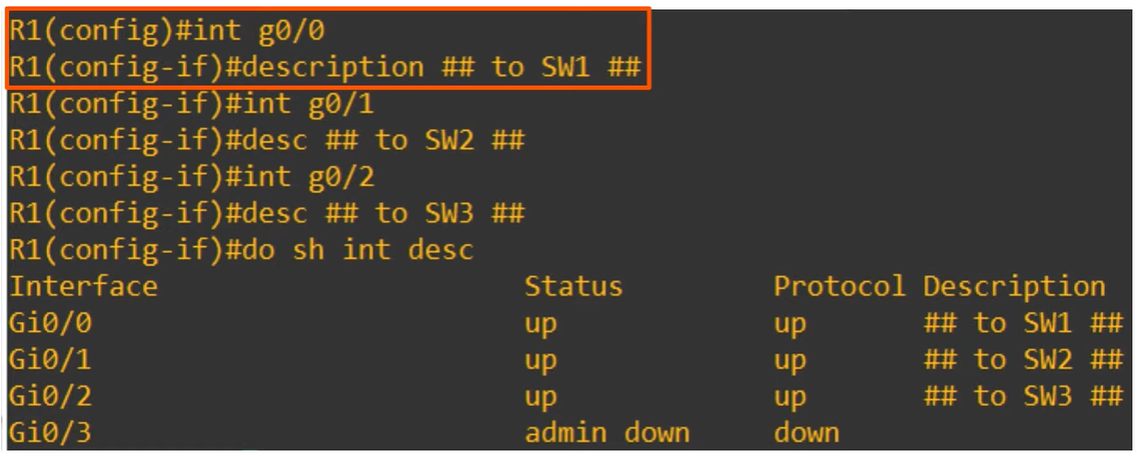 R1(config)#int g0/0
R1(config-if)#description ## to SW1 ##
R1(config-if)#int g0/1
R1(config-if)#desc ## to SW2 ##
R1(config-if)#int g0/2
R1(config-if)#desc ## to SW3 ##
R1(config-if)#do sh int desc
Interface                      Status         Protocol Description
Gi0/0                          up             up       ## to SW1 ##
Gi0/1                          up             up       ## to SW2 ##
Gi0/2                          up             up       ## to SW3 ##
Gi0/3                          admin down     down